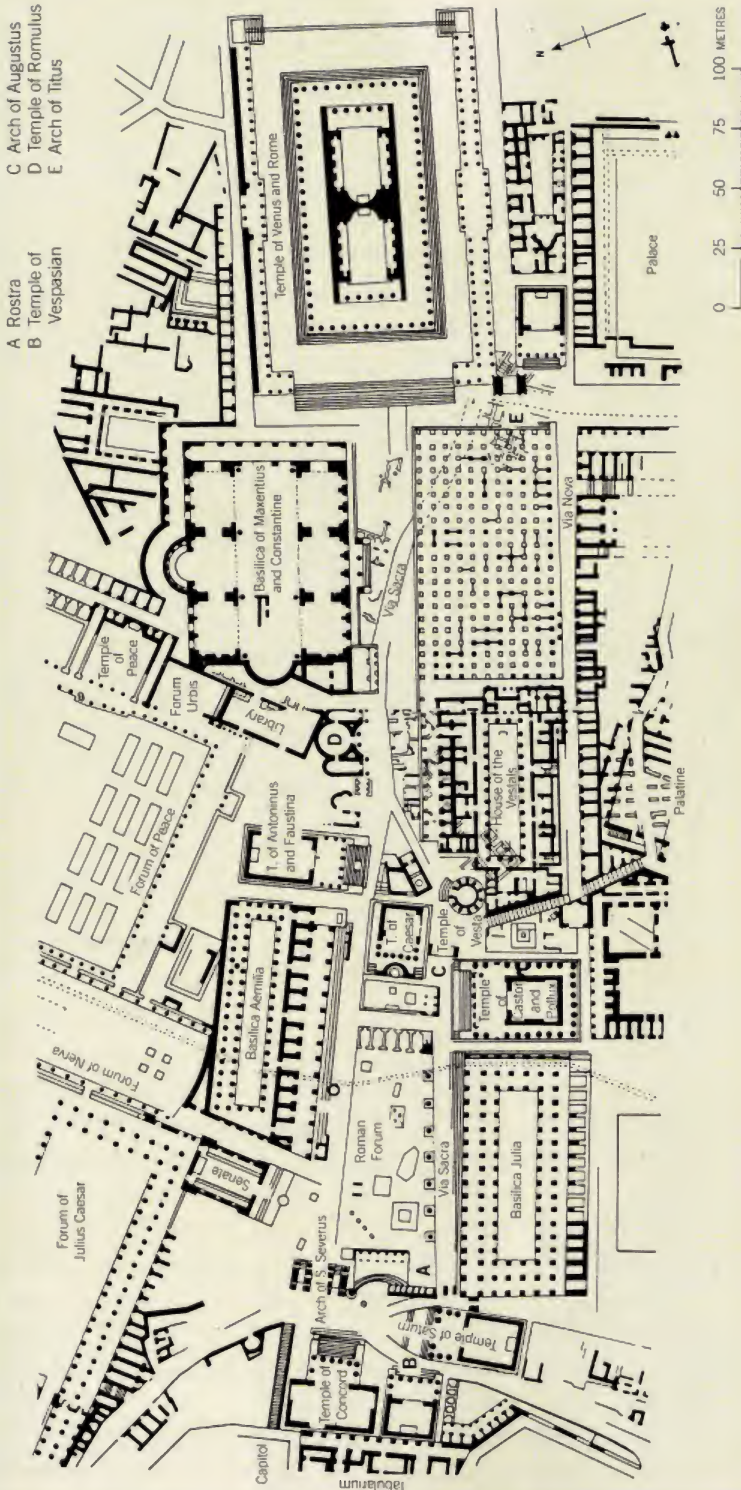 A Rostra
B Temple of
Vespasian
C Arch of Augustus
D Temple of Romulus
E Arch of Titus
N
0 25 50 75 100 METRES
Forum of
Julius Caesar
Forum of Nerva
Forum of Peace
Temple
of
Peace
Forum
Urbis
Library
Basilica of Maxentius
and Constantine
Temple of Venus and Rome
Senate
Basilica Aemilia
T. of Antoninus
and Faustina
D
Via Sacra
Capitol
Tabularium
Temple of
Concord
Arch of S. Severus
B
A
Roman
Forum
Via Sacra
T. of
Caesar
C
Temple
of
Vesta
House of the
Vestals
E
Via Nova
Palace
Temple of Saturn
Basilica Julia
Temple
of
Castor
and
Pollux
Palatine